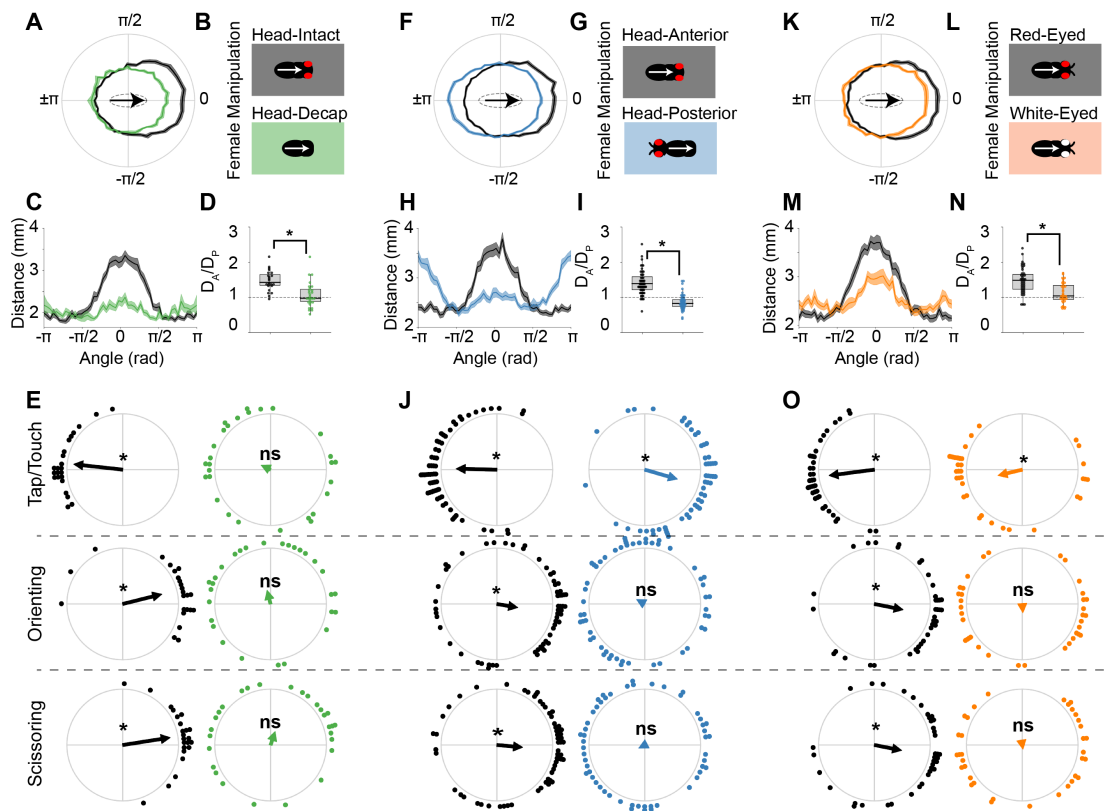 A
π/2
±π
0
-π/2
B
Female Manipulation
Head-Intact
Head-Decap
F
π/2
±π
0
-π/2
G
Female Manipulation
Head-Anterior
Head-Posterior
K
π/2
±π
0
-π/2
L
Female Manipulation
Red-Eyed
White-Eyed
C
Distance (mm)
4
3
2
-π -π/2 0 π/2 π
Angle (rad)
D
D_A/D_P
3
2
1
0
*
H
Distance (mm)
4
3
2
-π -π/2 0 π/2 π
Angle (rad)
I
D_A/D_P
3
2
1
0
*
M
Distance (mm)
4
3
2
-π -π/2 0 π/2 π
Angle (rad)
N
D_A/D_P
3
2
1
0
*
E
J
O
Tap/Touch
* ns * * * *
Orienting
* ns * ns * ns
Scissoring
* ns * ns * ns